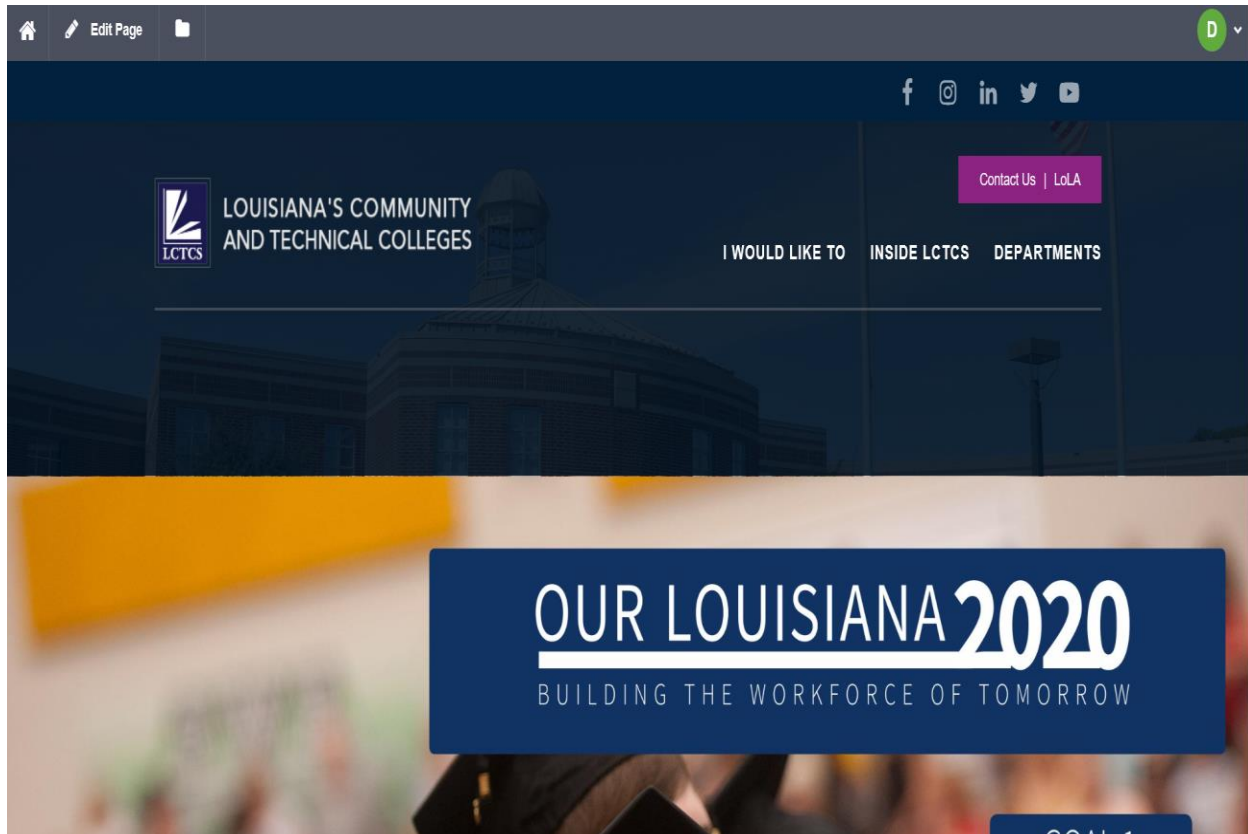 Edit Page
D
Contact Us | LoLA
LOUISIANA'S COMMUNITY
AND TECHNICAL COLLEGES
LCTCS
I WOULD LIKE TO INSIDE LCTCS DEPARTMENTS
OUR LOUISIANA 2020
BUILDING THE WORKFORCE OF TOMORROW